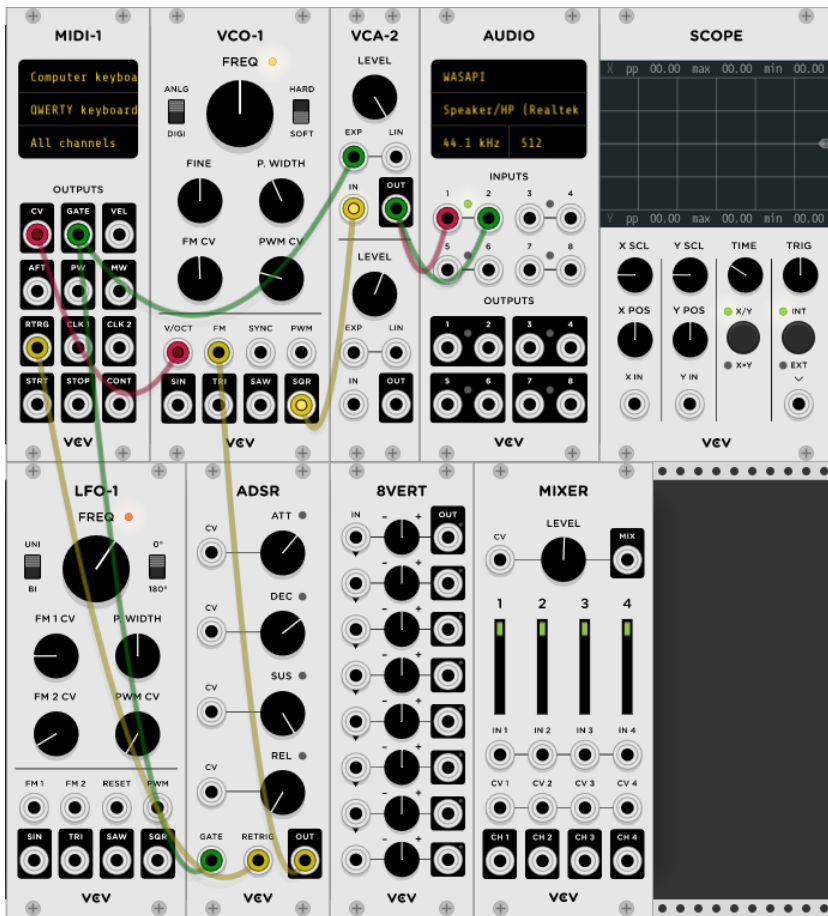 MIDI-1
Computer keyboa
QWERTY keyboard
All channels
OUTPUTS
CV GATE VEL
AFT PW MW
RTRG CLK 1 CLK 2
STRT STOP CONT
VCV
VCO-1
FREQ
ANLG HARD
DIGI SOFT
FINE P. WIDTH
FM CV PWM CV
V/OCT FM SYNC PWM
SIN TRI SAW SQR
VCV
VCA-2
LEVEL
EXP LIN
IN OUT
LEVEL
EXP LIN
IN OUT
AUDIO
WASAPI
Speaker/HP (Realtek
44.1 kHz 512
INPUTS
1 2 3 4
5 6 7 8
OUTPUTS
1 2 3 4
5 6 7 8
VCV
SCOPE
X pp 00.00 max 00.00 min 00.00
Y pp 00.00 max 00.00 min 00.00
X SCL Y SCL TIME TRIG
X POS Y POS X/Y INT
X×Y EXT
X IN Y IN
VCV
LFO-1
FREQ
UNI 0°
BI 180°
FM 1 CV P. WIDTH
FM 2 CV PWM CV
FM 1 FM 2 RESET PWM
SIN TRI SAW SQR
VCV
ADSR
ATT
CV
DEC
CV
SUS
CV
REL
CV
GATE RETRIG OUT
VCV
8VERT
IN - + OUT
- +
- +
- +
- +
- +
- +
- +
VCV
MIXER
LEVEL
CV MIX
1 2 3 4
IN 1 IN 2 IN 3 IN 4
CV 1 CV 2 CV 3 CV 4
CH 1 CH 2 CH 3 CH 4
VCV